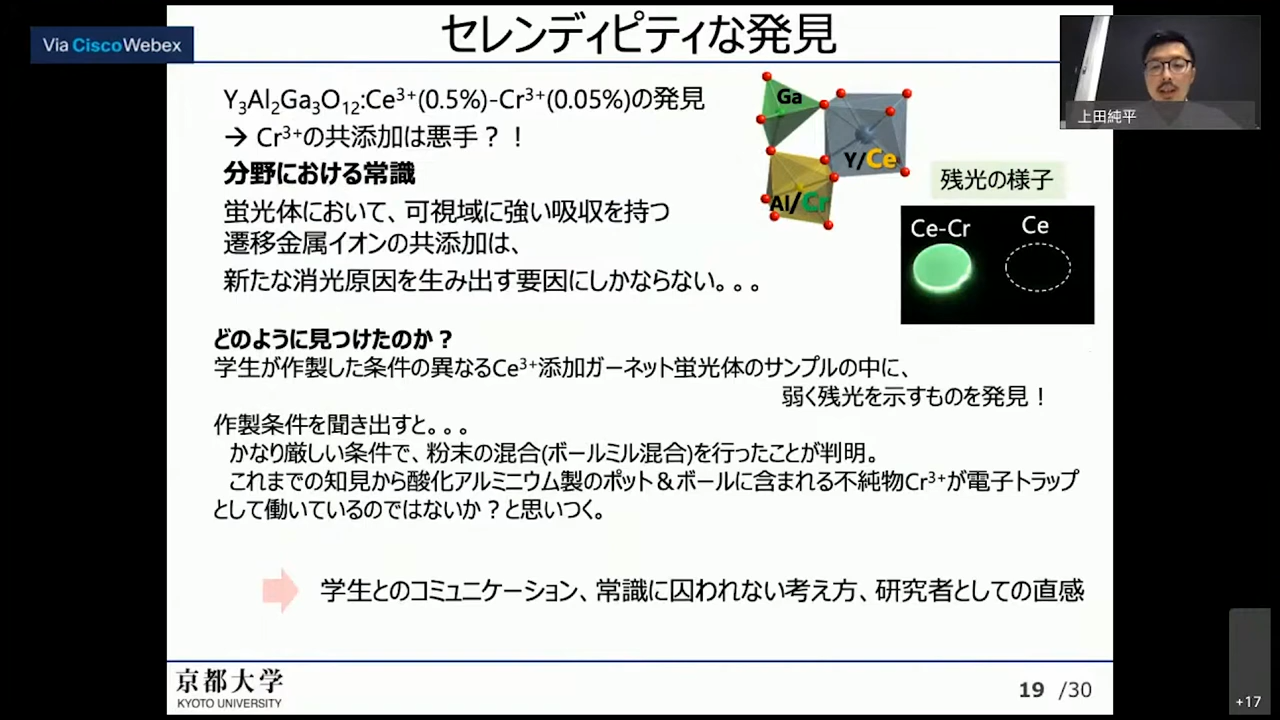 Via CiscoWebex
セレンディピティな発見
上田純平
Y₃Al₂Ga₃O₁₂:Ce³⁺(0.5%)-Cr³⁺(0.05%)の発見
→ Cr³⁺の共添加は悪手？！
分野における常識
蛍光体において、可視域に強い吸収を持つ
遷移金属イオンの共添加は、
新たな消光原因を生み出す要因にしかならない。。。
Ga
Y/Ce
Al/Cr
残光の様子
Ce-Cr
Ce
どのように見つけたのか？
学生が作製した条件の異なるCe³⁺添加ガーネット蛍光体のサンプルの中に、
弱く残光を示すものを発見！
作製条件を聞き出すと。。。
かなり厳しい条件で、粉末の混合(ボールミル混合)を行ったことが判明。
これまでの知見から酸化アルミニウム製のポット＆ボールに含まれる不純物Cr³⁺が電子トラップ
として働いているのではないか？と思いつく。
学生とのコミュニケーション、常識に囚われない考え方、研究者としての直感
京都大学
KYOTO UNIVERSITY
19 /30
+17